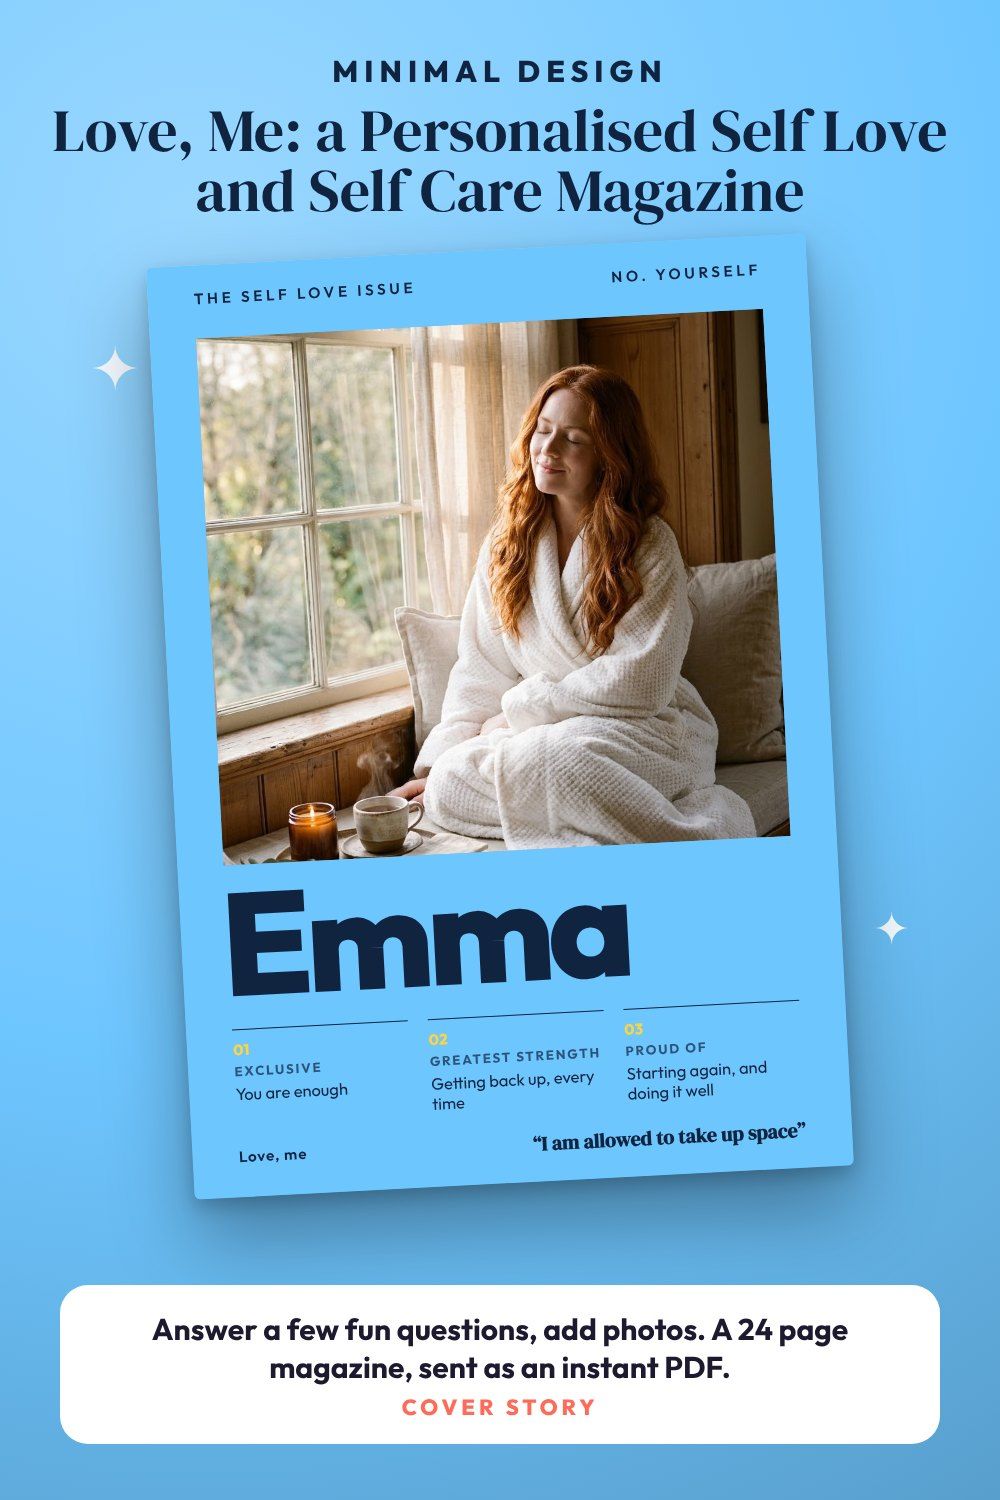 MINIMAL DESIGN
Love, Me: a Personalised Self Love
and Self Care Magazine
THE SELF LOVE ISSUE
NO. YOURSELF
Emma
01
EXCLUSIVE
You are enough
02
GREATEST STRENGTH
Getting back up, every
time
03
PROUD OF
Starting again, and
doing it well
Love, me
“I am allowed to take up space”
Answer a few fun questions, add photos. A 24 page
magazine, sent as an instant PDF.
COVER STORY